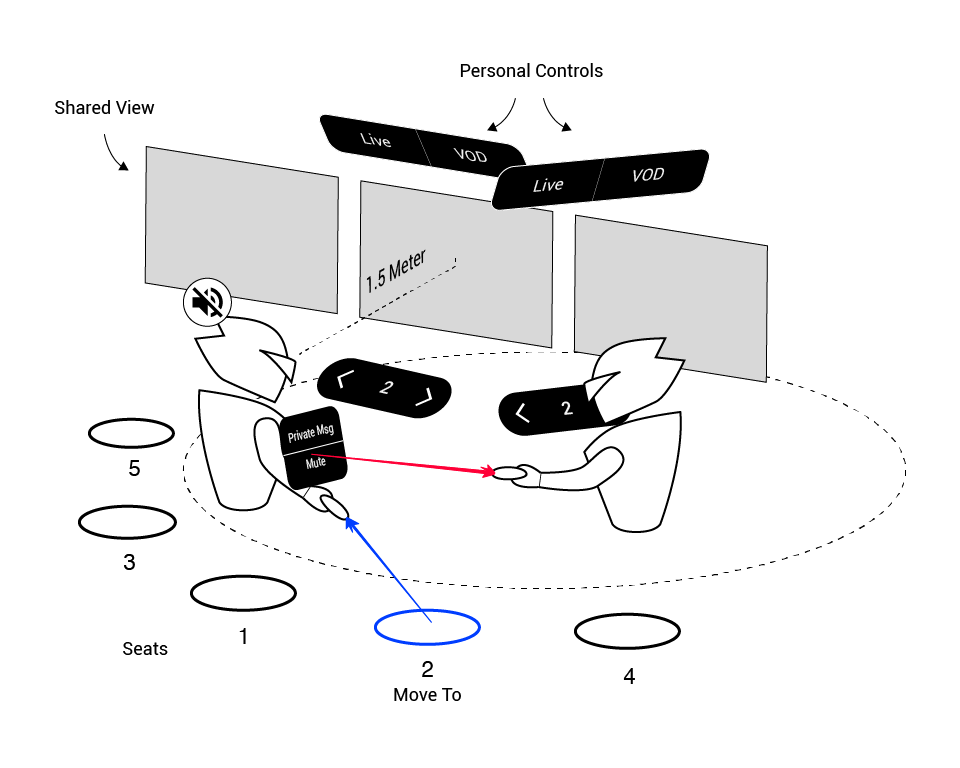 Personal Controls
Shared View
Live
VOD
Live
VOD
1.5 Meter
2
2
Private Msg
Mute
5
3
1
Seats
2
Move To
4